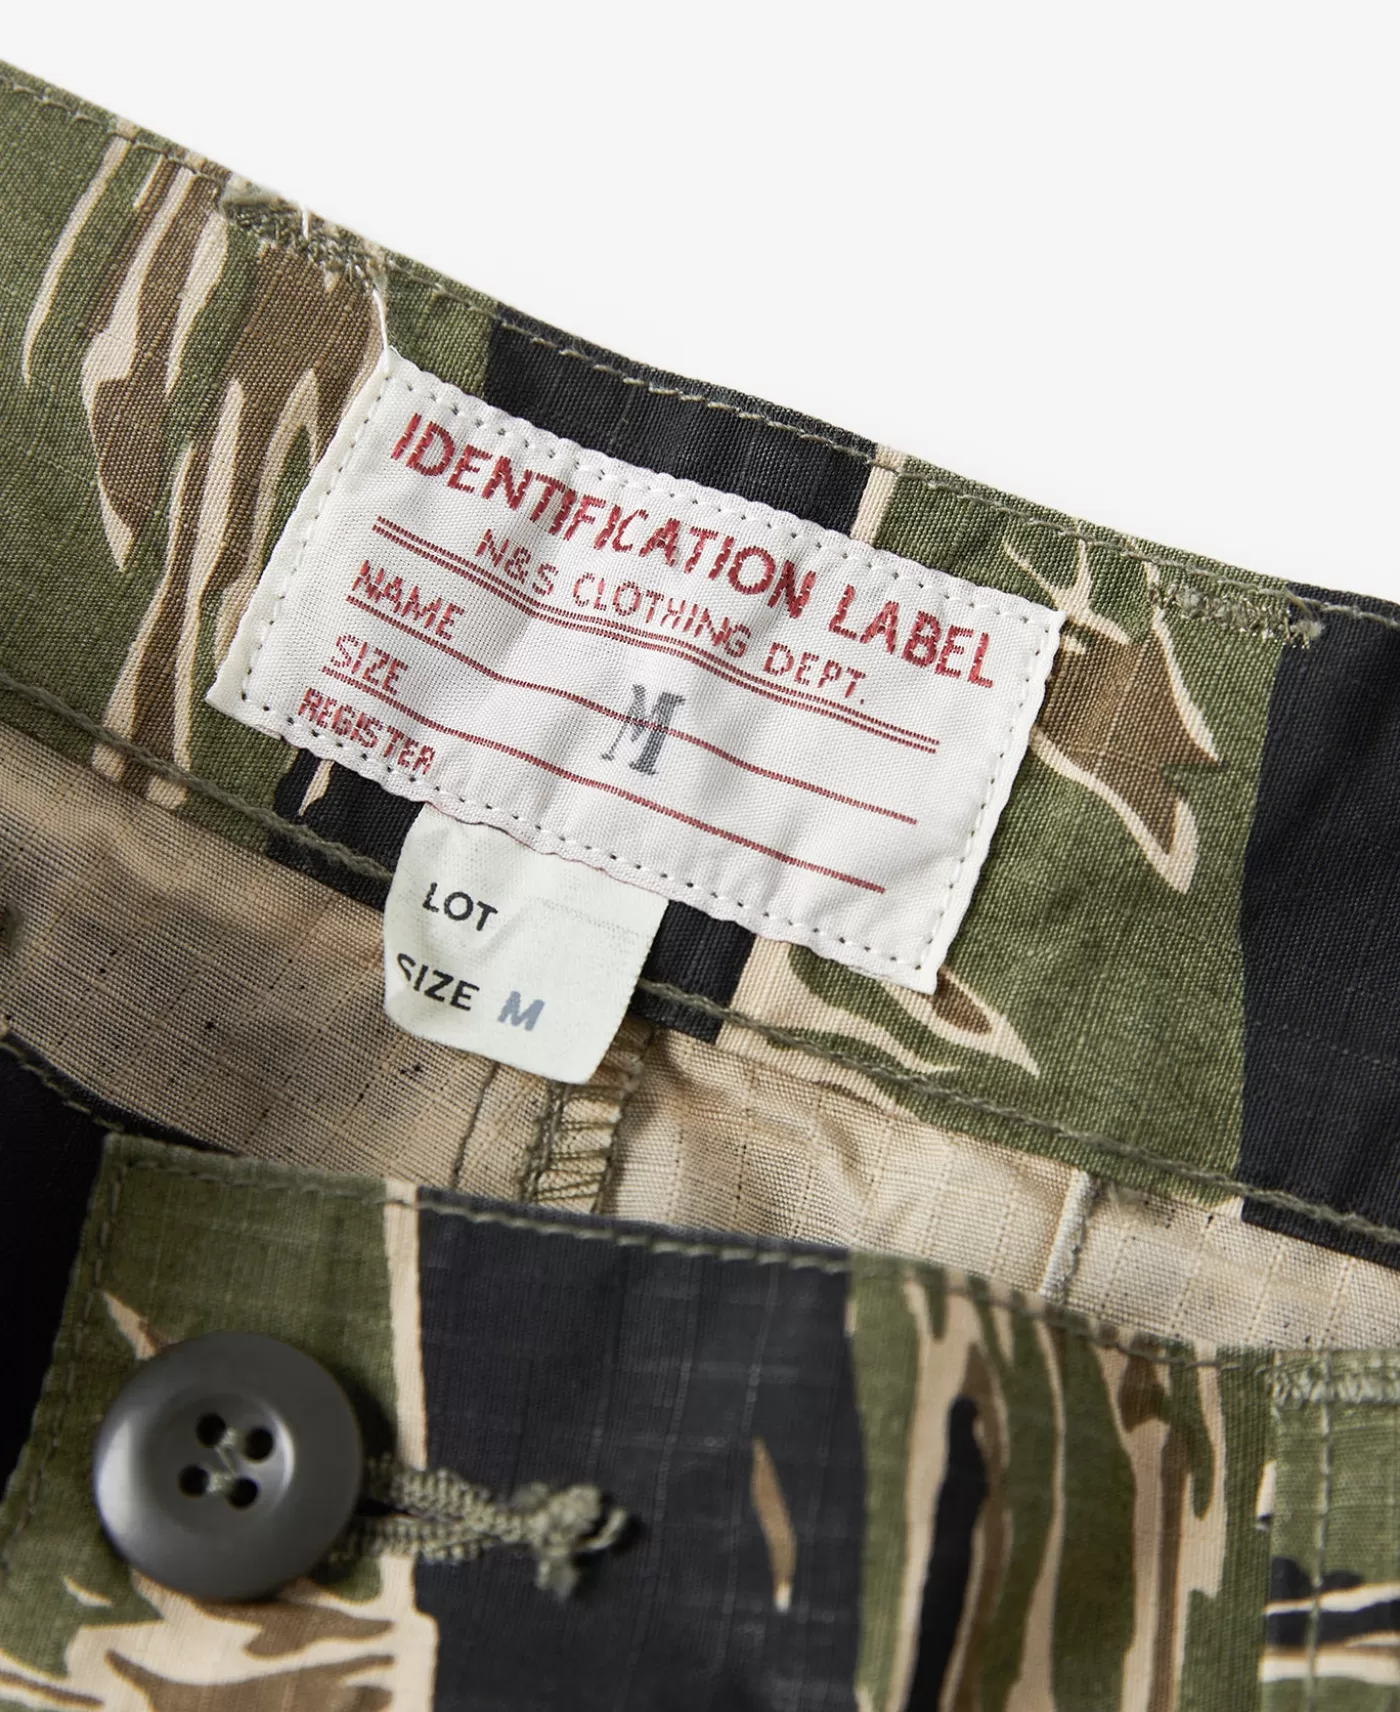 IDENTIFICATION LABEL
N&S CLOTHING DEPT.
NAME
SIZE M
REGISTER
LOT
SIZE M